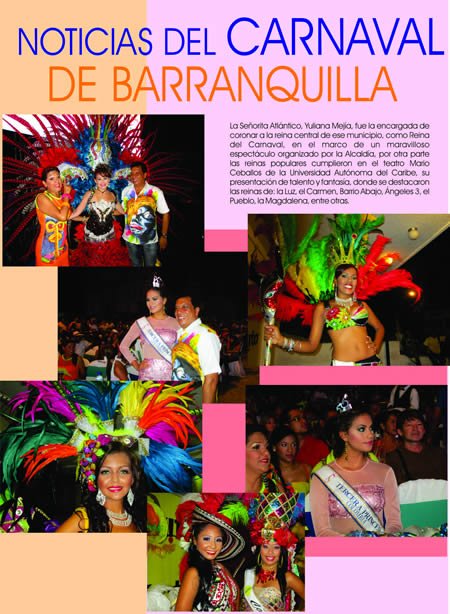 NOTICIAS DEL CARNAVAL
DE BARRANQUILLA
La Señorita Atlántico, Yuliana Mejía, fue la encargada de
coronar a la reina central de ese municipio, como Reina
del Carnaval, en el marco de un maravilloso
espectáculo organizado por la Alcaldía, por otra parte
las reinas populares cumplieron en el teatro Mario
Ceballos de la Universidad Autónoma del Caribe, su
presentación de talento y fantasía, donde se destacaron
las reinas de: la Luz, el Carmen, Barrio Abajo, Ángeles 3, el
Pueblo, la Magdalena, entre otras.
TERCERA PRINC